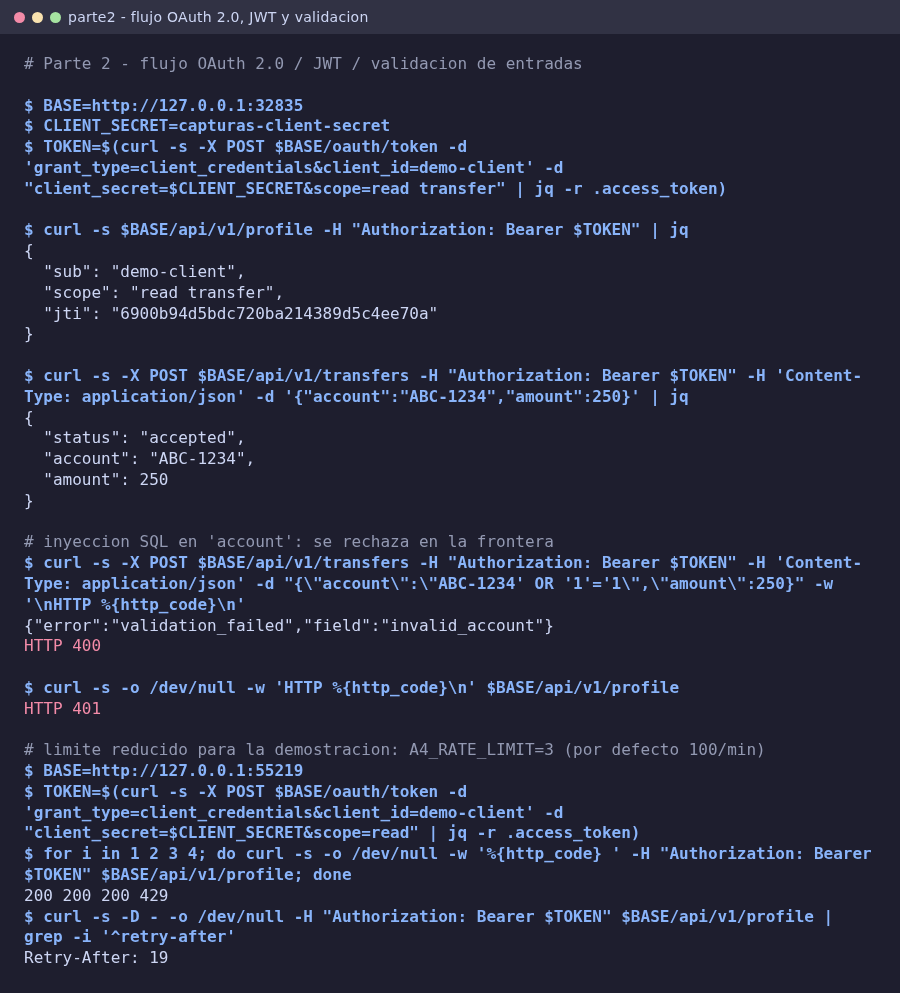 parte2 - flujo OAuth 2.0, JWT y validacion
# Parte 2 - flujo OAuth 2.0 / JWT / validacion de entradas
$ BASE=http://127.0.0.1:32835
$ CLIENT_SECRET=capturas-client-secret
$ TOKEN=$(curl -s -X POST $BASE/oauth/token -d
'grant_type=client_credentials&client_id=demo-client' -d
"client_secret=$CLIENT_SECRET&scope=read transfer" | jq -r .access_token)
$ curl -s $BASE/api/v1/profile -H "Authorization: Bearer $TOKEN" | jq
{
  "sub": "demo-client",
  "scope": "read transfer",
  "jti": "6900b94d5bdc720ba214389d5c4ee70a"
}
$ curl -s -X POST $BASE/api/v1/transfers -H "Authorization: Bearer $TOKEN" -H 'Content-
Type: application/json' -d '{"account":"ABC-1234","amount":250}' | jq
{
  "status": "accepted",
  "account": "ABC-1234",
  "amount": 250
}
# inyeccion SQL en 'account': se rechaza en la frontera
$ curl -s -X POST $BASE/api/v1/transfers -H "Authorization: Bearer $TOKEN" -H 'Content-
Type: application/json' -d "{\"account\":\"ABC-1234' OR '1'='1\",\"amount\":250}" -w
'\nHTTP %{http_code}\n'
{"error":"validation_failed","field":"invalid_account"}
HTTP 400
$ curl -s -o /dev/null -w 'HTTP %{http_code}\n' $BASE/api/v1/profile
HTTP 401
# limite reducido para la demostracion: A4_RATE_LIMIT=3 (por defecto 100/min)
$ BASE=http://127.0.0.1:55219
$ TOKEN=$(curl -s -X POST $BASE/oauth/token -d
'grant_type=client_credentials&client_id=demo-client' -d
"client_secret=$CLIENT_SECRET&scope=read" | jq -r .access_token)
$ for i in 1 2 3 4; do curl -s -o /dev/null -w '%{http_code} ' -H "Authorization: Bearer
$TOKEN" $BASE/api/v1/profile; done
200 200 200 429
$ curl -s -D - -o /dev/null -H "Authorization: Bearer $TOKEN" $BASE/api/v1/profile |
grep -i '^retry-after'
Retry-After: 19